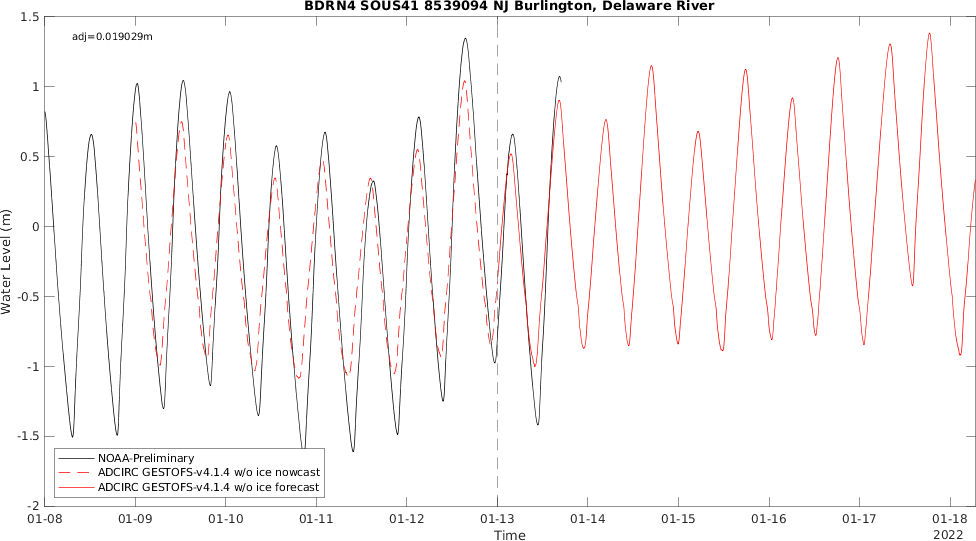 BDRN4 SOUS41 8539094 NJ Burlington, Delaware River
adj=0.019029m
1.5
1
0.5
0
-0.5
-1
-1.5
-2
Water Level (m)
NOAA-Preliminary
ADCIRC GESTOFS-v4.1.4 w/o ice nowcast
ADCIRC GESTOFS-v4.1.4 w/o ice forecast
01-08 01-09 01-10 01-11 01-12 01-13 01-14 01-15 01-16 01-17 01-18
Time 2022